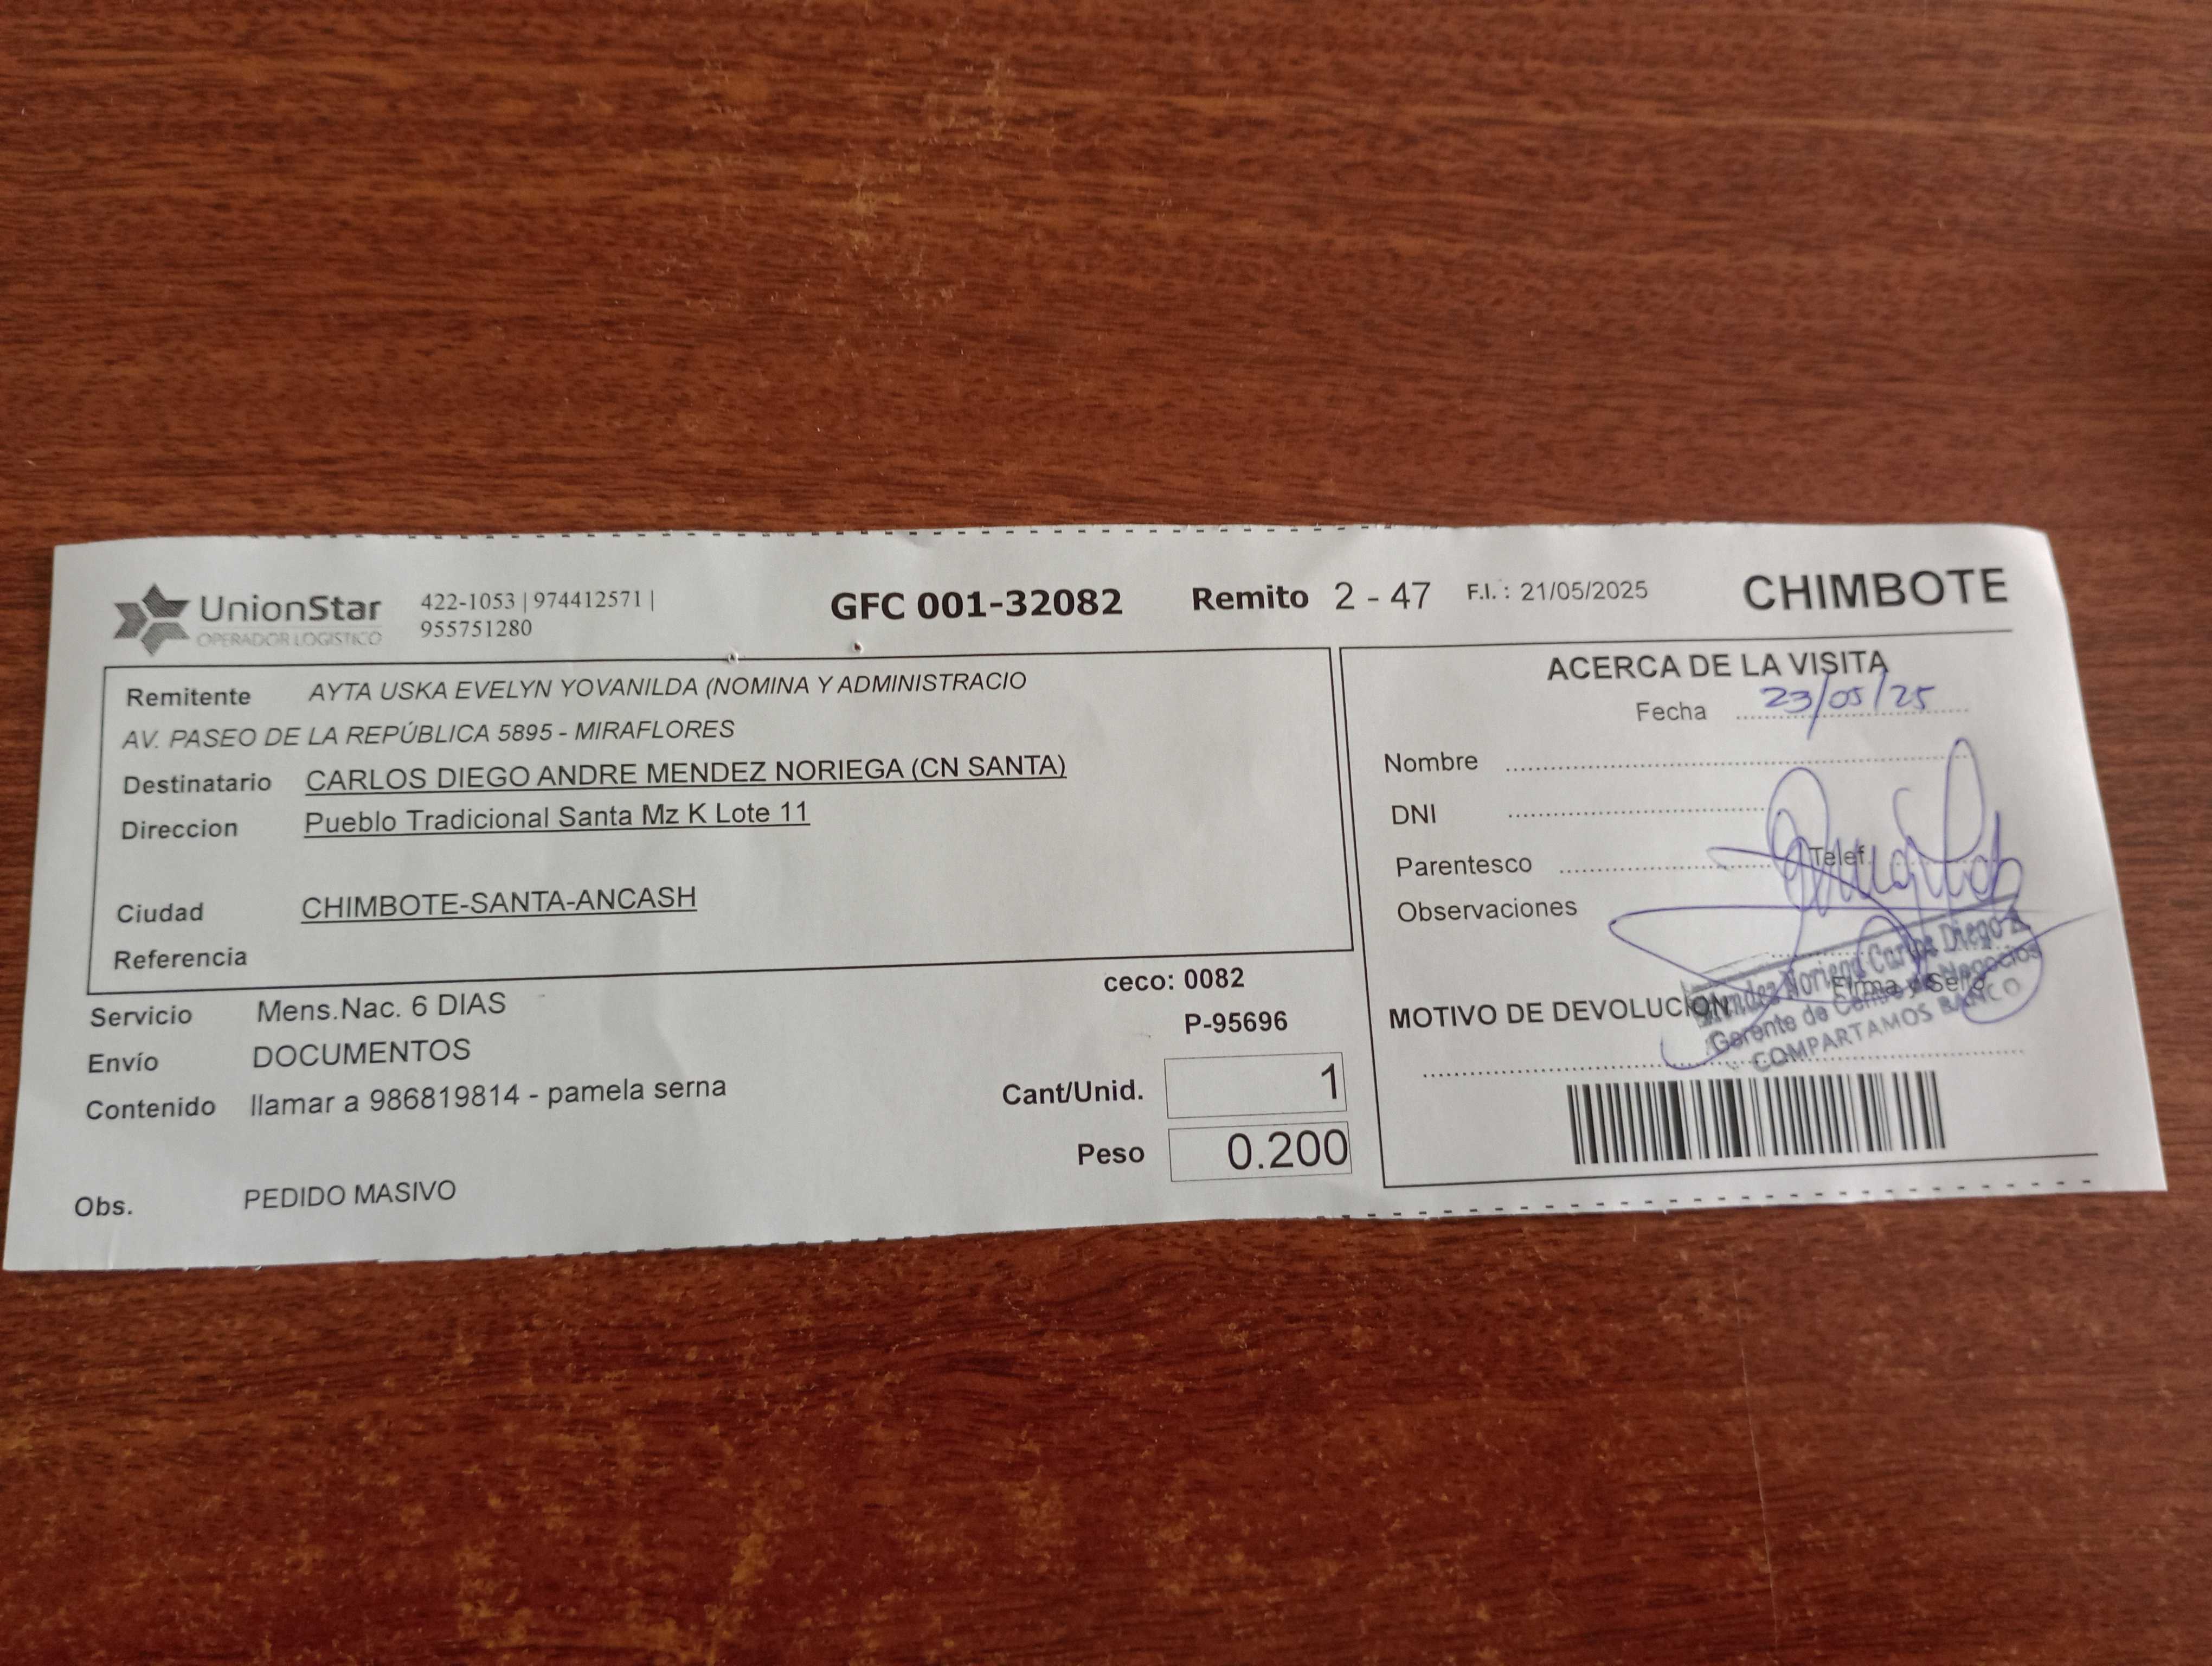 UnionStar
OPERADOR LOGISTICO
422-1053 | 974412571 |
955751280
GFC 001-32082
Remito 2 - 47
F.I. : 21/05/2025
CHIMBOTE
Remitente AYTA USKA EVELYN YOVANILDA (NOMINA Y ADMINISTRACIO
AV. PASEO DE LA REPÚBLICA 5895 - MIRAFLORES
Destinatario CARLOS DIEGO ANDRE MENDEZ NORIEGA (CN SANTA)
Direccion Pueblo Tradicional Santa Mz K Lote 11
Ciudad CHIMBOTE-SANTA-ANCASH
Referencia
Servicio Mens.Nac. 6 DIAS
Envío DOCUMENTOS
Contenido llamar a 986819814 - pamela serna
Obs. PEDIDO MASIVO
ceco: 0082
P-95696
Cant/Unid. 1
Peso 0.200
ACERCA DE LA VISITA
Fecha 23/05/25
Nombre
DNI
Parentesco Telef.
Observaciones
Firma y Sello
Mendez Noriega Carlos Diego A.
Gerente de Centro de Negocios
COMPARTAMOS BANCO
MOTIVO DE DEVOLUCION